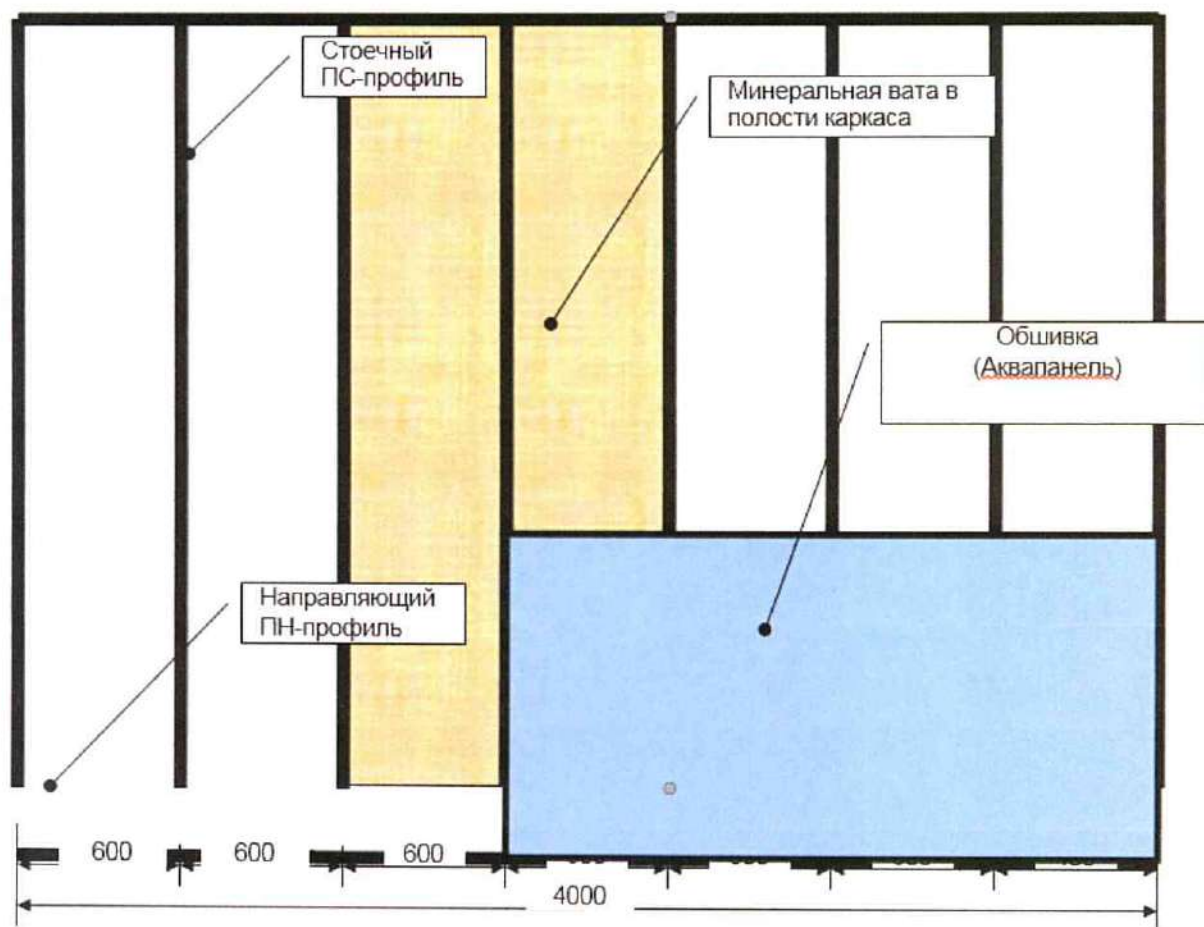 Стоечный
ПС-профиль
Минеральная вата в
полости каркаса
Обшивка
(Аквапанель)
Направляющий
ПН-профиль
600
600
600
4000